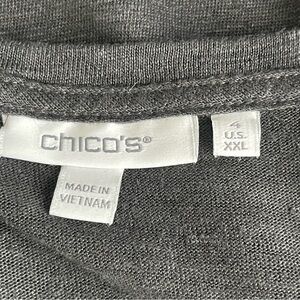 chico's®
4
U.S.
XXL
MADE IN
VIETNAM